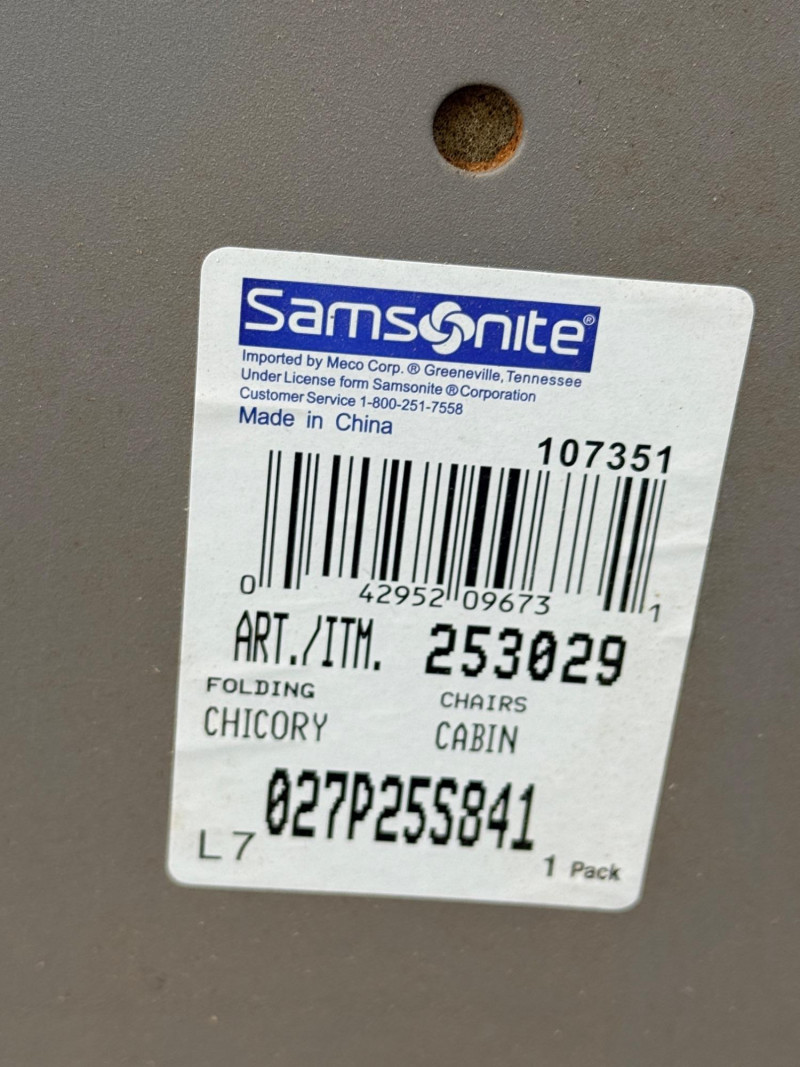 Samsonite®
Imported by Meco Corp. ® Greeneville, Tennessee
Under License form Samsonite ® Corporation
Customer Service 1-800-251-7558
Made in China
107351
0 42952 09673 1
ART./ITM. 253029
FOLDING CHAIRS
CHICORY CABIN
027P25S841
L7 1 Pack